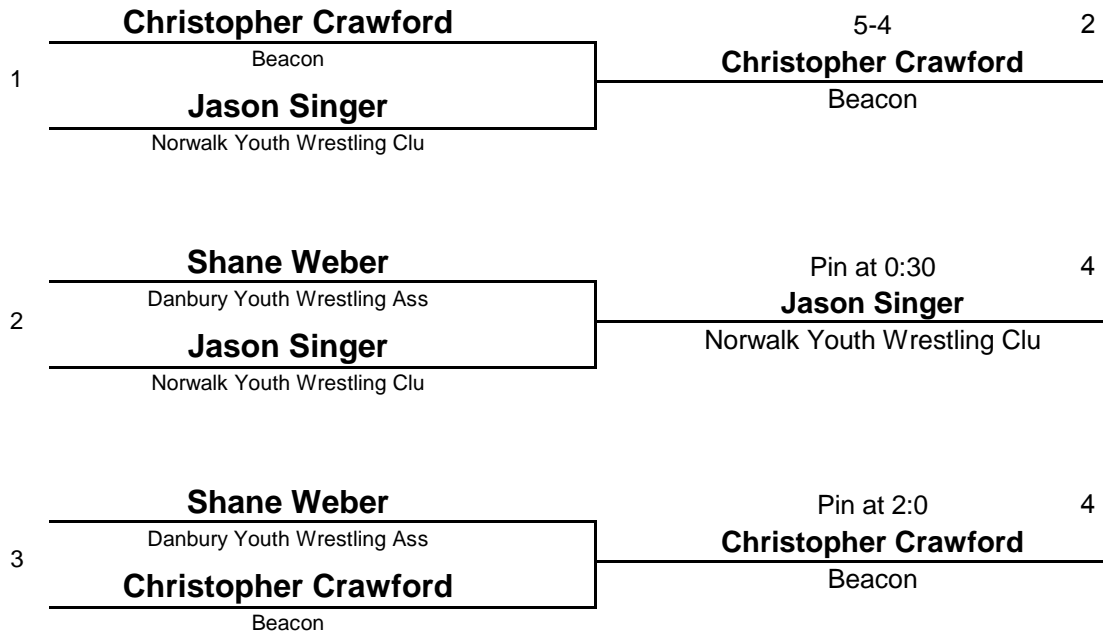 Christopher Crawford
Beacon
1
Jason Singer
Norwalk Youth Wrestling Clu
5-4 2
Christopher Crawford
Beacon
Shane Weber
Danbury Youth Wrestling Ass
2
Jason Singer
Norwalk Youth Wrestling Clu
Pin at 0:30 4
Jason Singer
Norwalk Youth Wrestling Clu
Shane Weber
Danbury Youth Wrestling Ass
3
Christopher Crawford
Beacon
Pin at 2:0 4
Christopher Crawford
Beacon